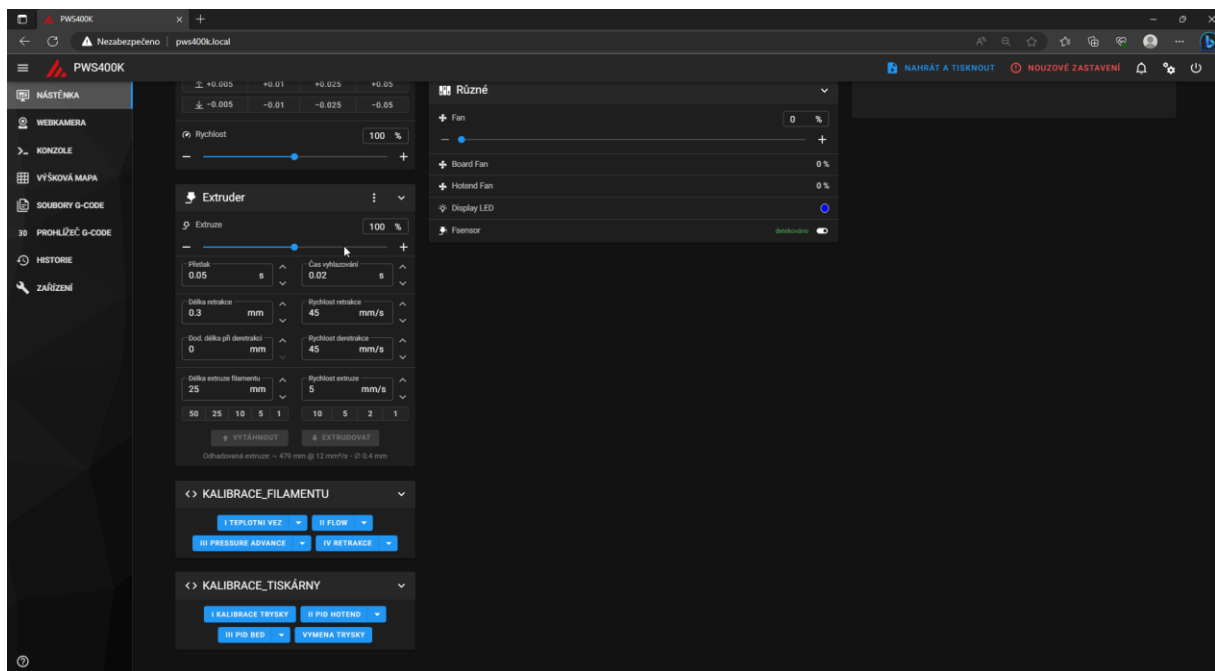 PWS400K
Nezabezpečeno | pws400k.local
PWS400K
NAHRÁT A TISKNOUT
NOUZOVÉ ZASTAVENÍ
NÁSTĚNKA
WEBKAMERA
KONZOLE
VÝŠKOVÁ MAPA
SOUBORY G-CODE
3D PROHLÍŽEČ G-CODE
HISTORIE
ZAŘÍZENÍ
+0.005 +0.01 +0.025 +0.05
-0.005 -0.01 -0.025 -0.05
Rychlost 100 %
Extruder
Extruze 100 %
Přetlak Čas vyhlazování
0.05 s 0.02 s
Délka retrakce Rychlost retrakce
0.3 mm 45 mm/s
Dod. délka při deretrakci Rychlost deretrakce
0 mm 45 mm/s
Délka extruze filamentu Rychlost extruze
25 mm 5 mm/s
50 25 10 5 1 10 5 2 1
VYTÁHNOUT EXTRUDOVAT
Odhadovaná extruze: ~ 479 mm @ 12 mm³/s - ∅ 0.4 mm
KALIBRACE_FILAMENTU
I TEPLOTNI VEZ II FLOW
III PRESSURE ADVANCE IV RETRAKCE
KALIBRACE_TISKÁRNY
I KALIBRACE TRYSKY II PID HOTEND
III PID BED VYMENA TRYSKY
Různé
Fan 0 %
Board Fan 0 %
Hotend Fan 0 %
Display LED
Fsensor detekováno